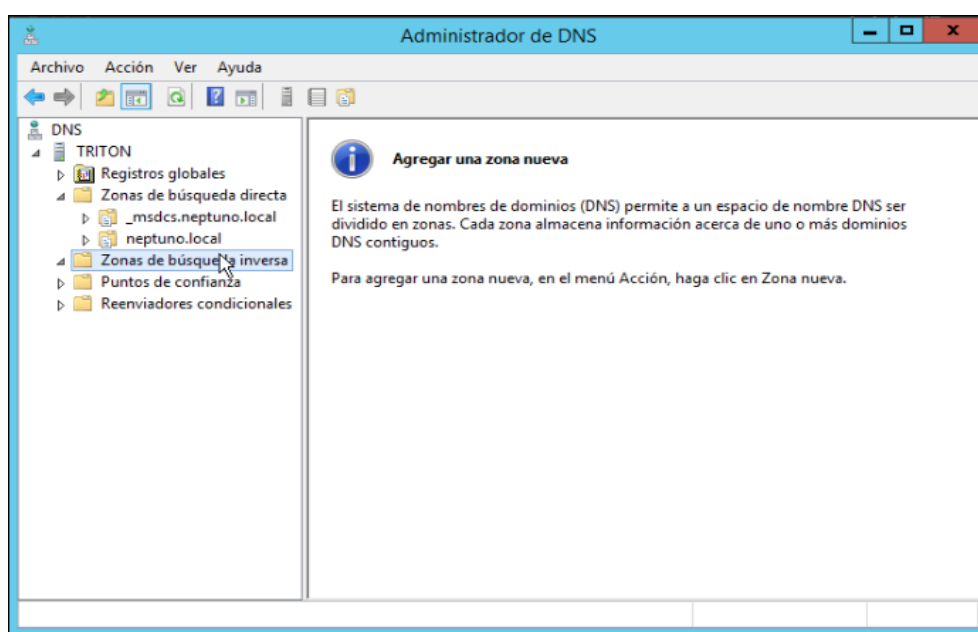 Administrador de DNS
Archivo Acción Ver Ayuda
DNS
TRITON
Registros globales
Zonas de búsqueda directa
_msdcs.neptuno.local
neptuno.local
Zonas de búsqueda inversa
Puntos de confianza
Reenviadores condicionales
Agregar una zona nueva
El sistema de nombres de dominios (DNS) permite a un espacio de nombre DNS ser
dividido en zonas. Cada zona almacena información acerca de uno o más dominios
DNS contiguos.
Para agregar una zona nueva, en el menú Acción, haga clic en Zona nueva.